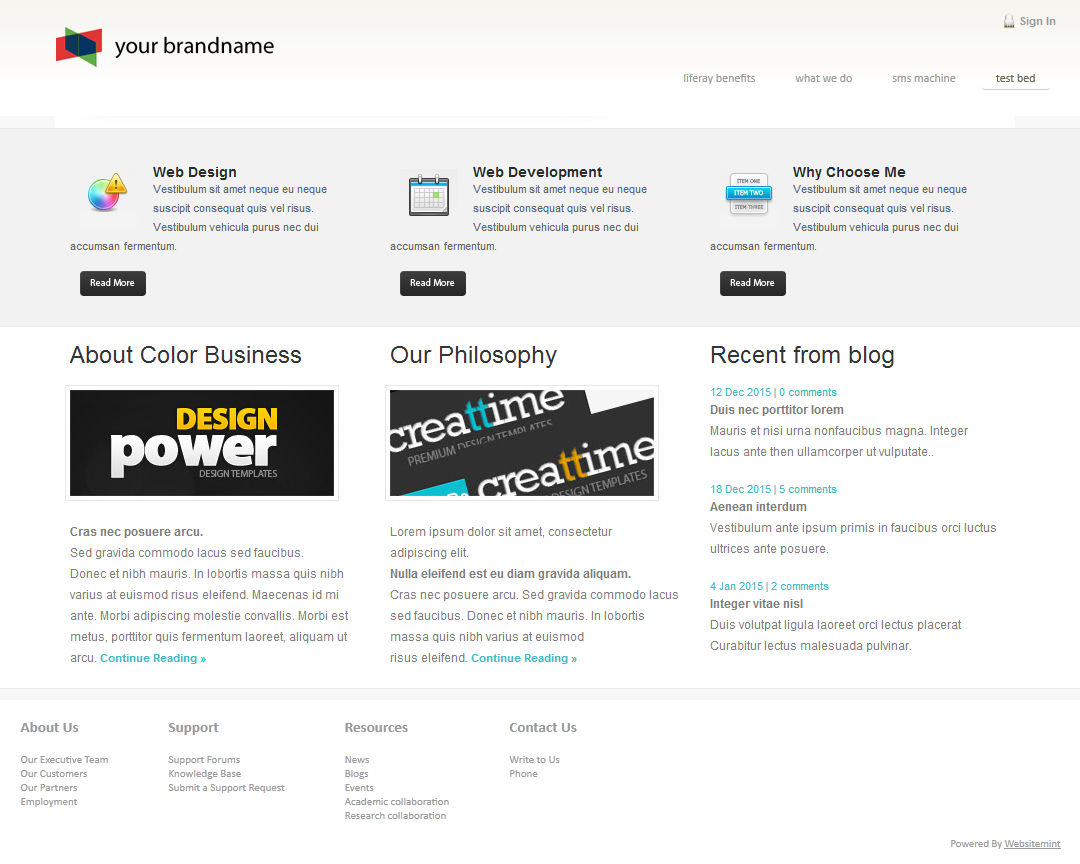 Sign In
your brandname
liferay benefits what we do sms machine test bed
Web Design
Vestibulum sit amet neque eu neque
suscipit consequat quis vel risus.
Vestibulum vehicula purus nec dui
accumsan fermentum.
Read More
Web Development
Vestibulum sit amet neque eu neque
suscipit consequat quis vel risus.
Vestibulum vehicula purus nec dui
accumsan fermentum.
Read More
ITEM ONE
ITEM TWO
ITEM THREE
Why Choose Me
Vestibulum sit amet neque eu neque
suscipit consequat quis vel risus.
Vestibulum vehicula purus nec dui
accumsan fermentum.
Read More
About Color Business
DESIGN
power
DESIGN TEMPLATES
Cras nec posuere arcu.
Sed gravida commodo lacus sed faucibus.
Donec et nibh mauris. In lobortis massa quis nibh
varius at euismod risus eleifend. Maecenas id mi
ante. Morbi adipiscing molestie convallis. Morbi est
metus, porttitor quis fermentum laoreet, aliquam ut
arcu. Continue Reading »
Our Philosophy
creattime
PREMIUM DESIGN TEMPLATES
creattime
DESIGN TEMPLATES
Lorem ipsum dolor sit amet, consectetur
adipiscing elit.
Nulla eleifend est eu diam gravida aliquam.
Cras nec posuere arcu. Sed gravida commodo lacus
sed faucibus. Donec et nibh mauris. In lobortis
massa quis nibh varius at euismod
risus eleifend. Continue Reading »
Recent from blog
12 Dec 2015 | 0 comments
Duis nec porttitor lorem
Mauris et nisi urna nonfaucibus magna. Integer
lacus ante then ullamcorper ut vulputate..
18 Dec 2015 | 5 comments
Aenean interdum
Vestibulum ante ipsum primis in faucibus orci luctus
ultrices ante posuere.
4 Jan 2015 | 2 comments
Integer vitae nisl
Duis volutpat ligula laoreet orci lectus placerat
Curabitur lectus malesuada pulvinar.
About Us
Our Executive Team
Our Customers
Our Partners
Employment
Support
Support Forums
Knowledge Base
Submit a Support Request
Resources
News
Blogs
Events
Academic collaboration
Research collaboration
Contact Us
Write to Us
Phone
Powered By Websitemint